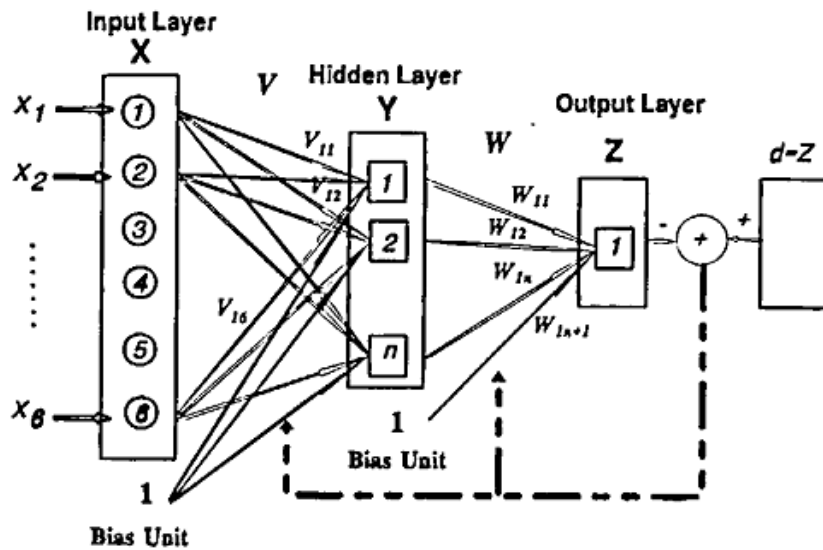 Input Layer
X
V
Hidden Layer
Y
Output Layer
Z
W
d=Z
X1
X2
X6
1
2
3
4
5
6
V11
V12
V16
1
2
n
W11
W12
W1n
W1n+1
1
-
+
+
1
Bias Unit
1
Bias Unit